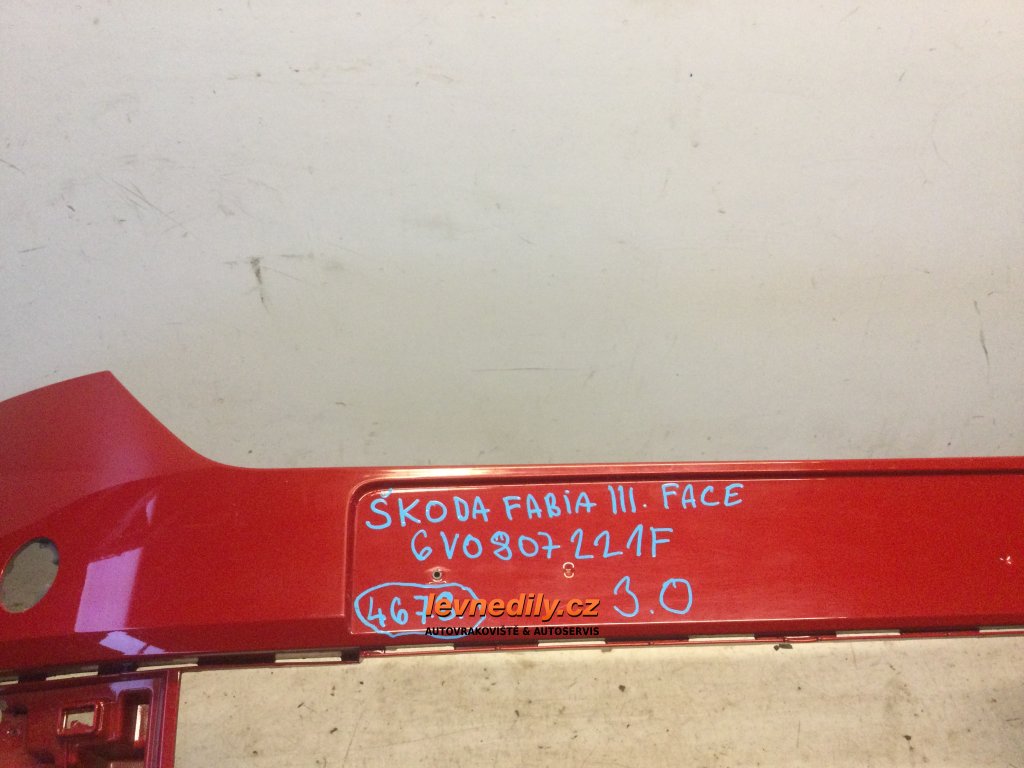 ŠKODA FABiA III. FACE
6V0807221F
3.0
levnedily.cz
AUTOVRAKOVIŠTĚ & AUTOSERVIS